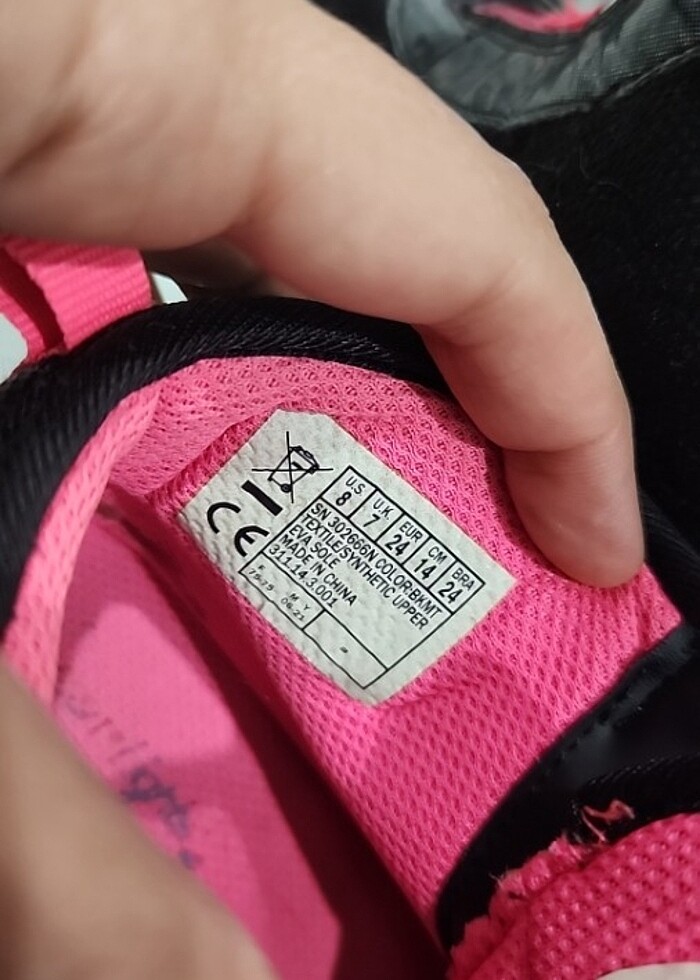 CE
U.S. U.K. EUR CM BRA
8 7 24 14 24
SN 302666N COLOR:BKMT
TEXTILE/SYNTHETIC UPPER
EVA SOLE
MADE IN CHINA
311.14.3.001
F. M. Y
06.21